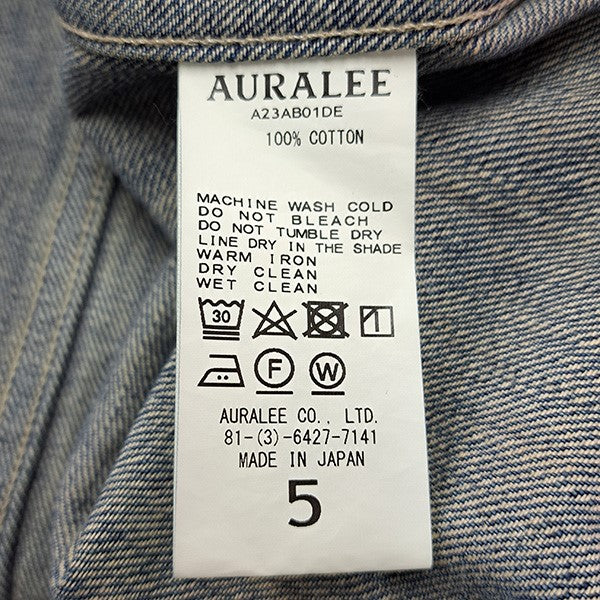 AURALEE
A23AB01DE
100% COTTON
MACHINE WASH COLD
DO NOT BLEACH
DO NOT TUMBLE DRY
LINE DRY IN THE SHADE
WARM IRON
DRY CLEAN
WET CLEAN
30
F W
AURALEE CO., LTD.
81-(3)-6427-7141
MADE IN JAPAN
5